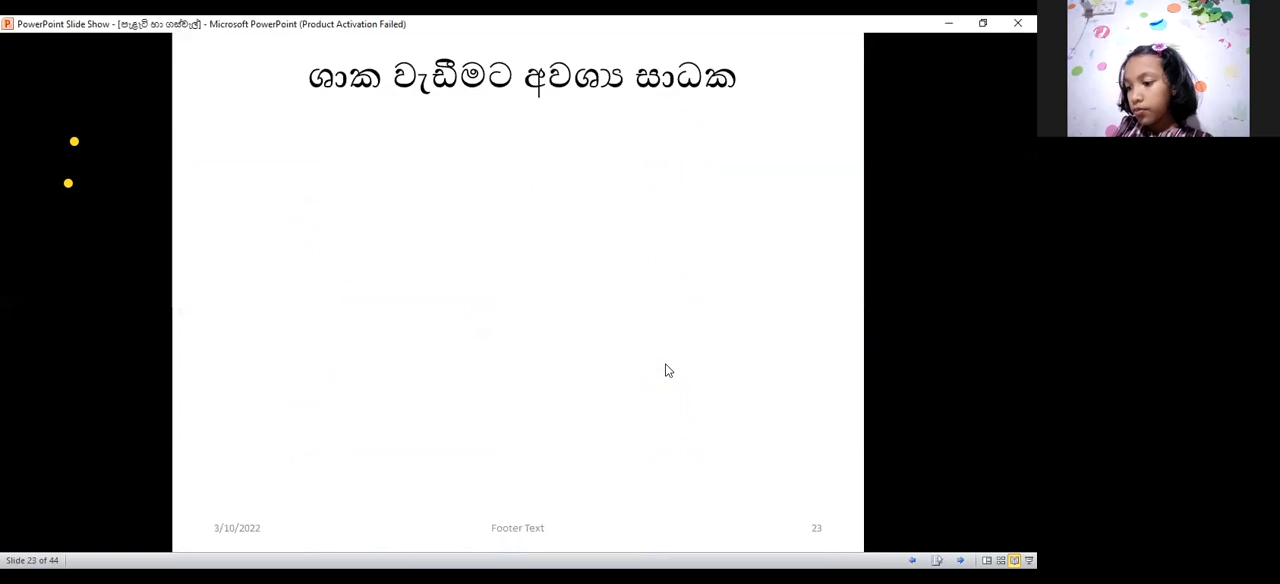 PowerPoint Slide Show - [පැළෑටි හා ගස්වැල්] - Microsoft PowerPoint (Product Activation Failed)
ශාක වැඩීමට අවශ්‍ය සාධක
3/10/2022 Footer Text 23
Slide 23 of 44